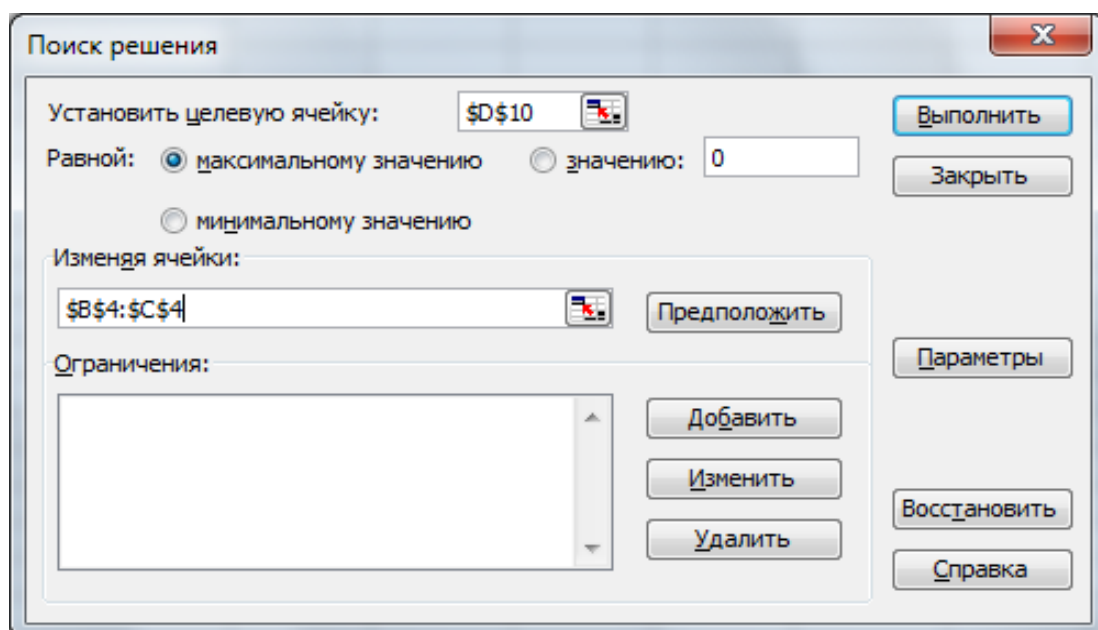 Поиск решения
Установить целевую ячейку: $D$10
Выполнить
Равной: максимальному значению значению: 0
Закрыть
минимальному значению
Изменяя ячейки:
$B$4:$C$4
Предположить
Ограничения:
Параметры
Добавить
Изменить
Восстановить
Удалить
Справка